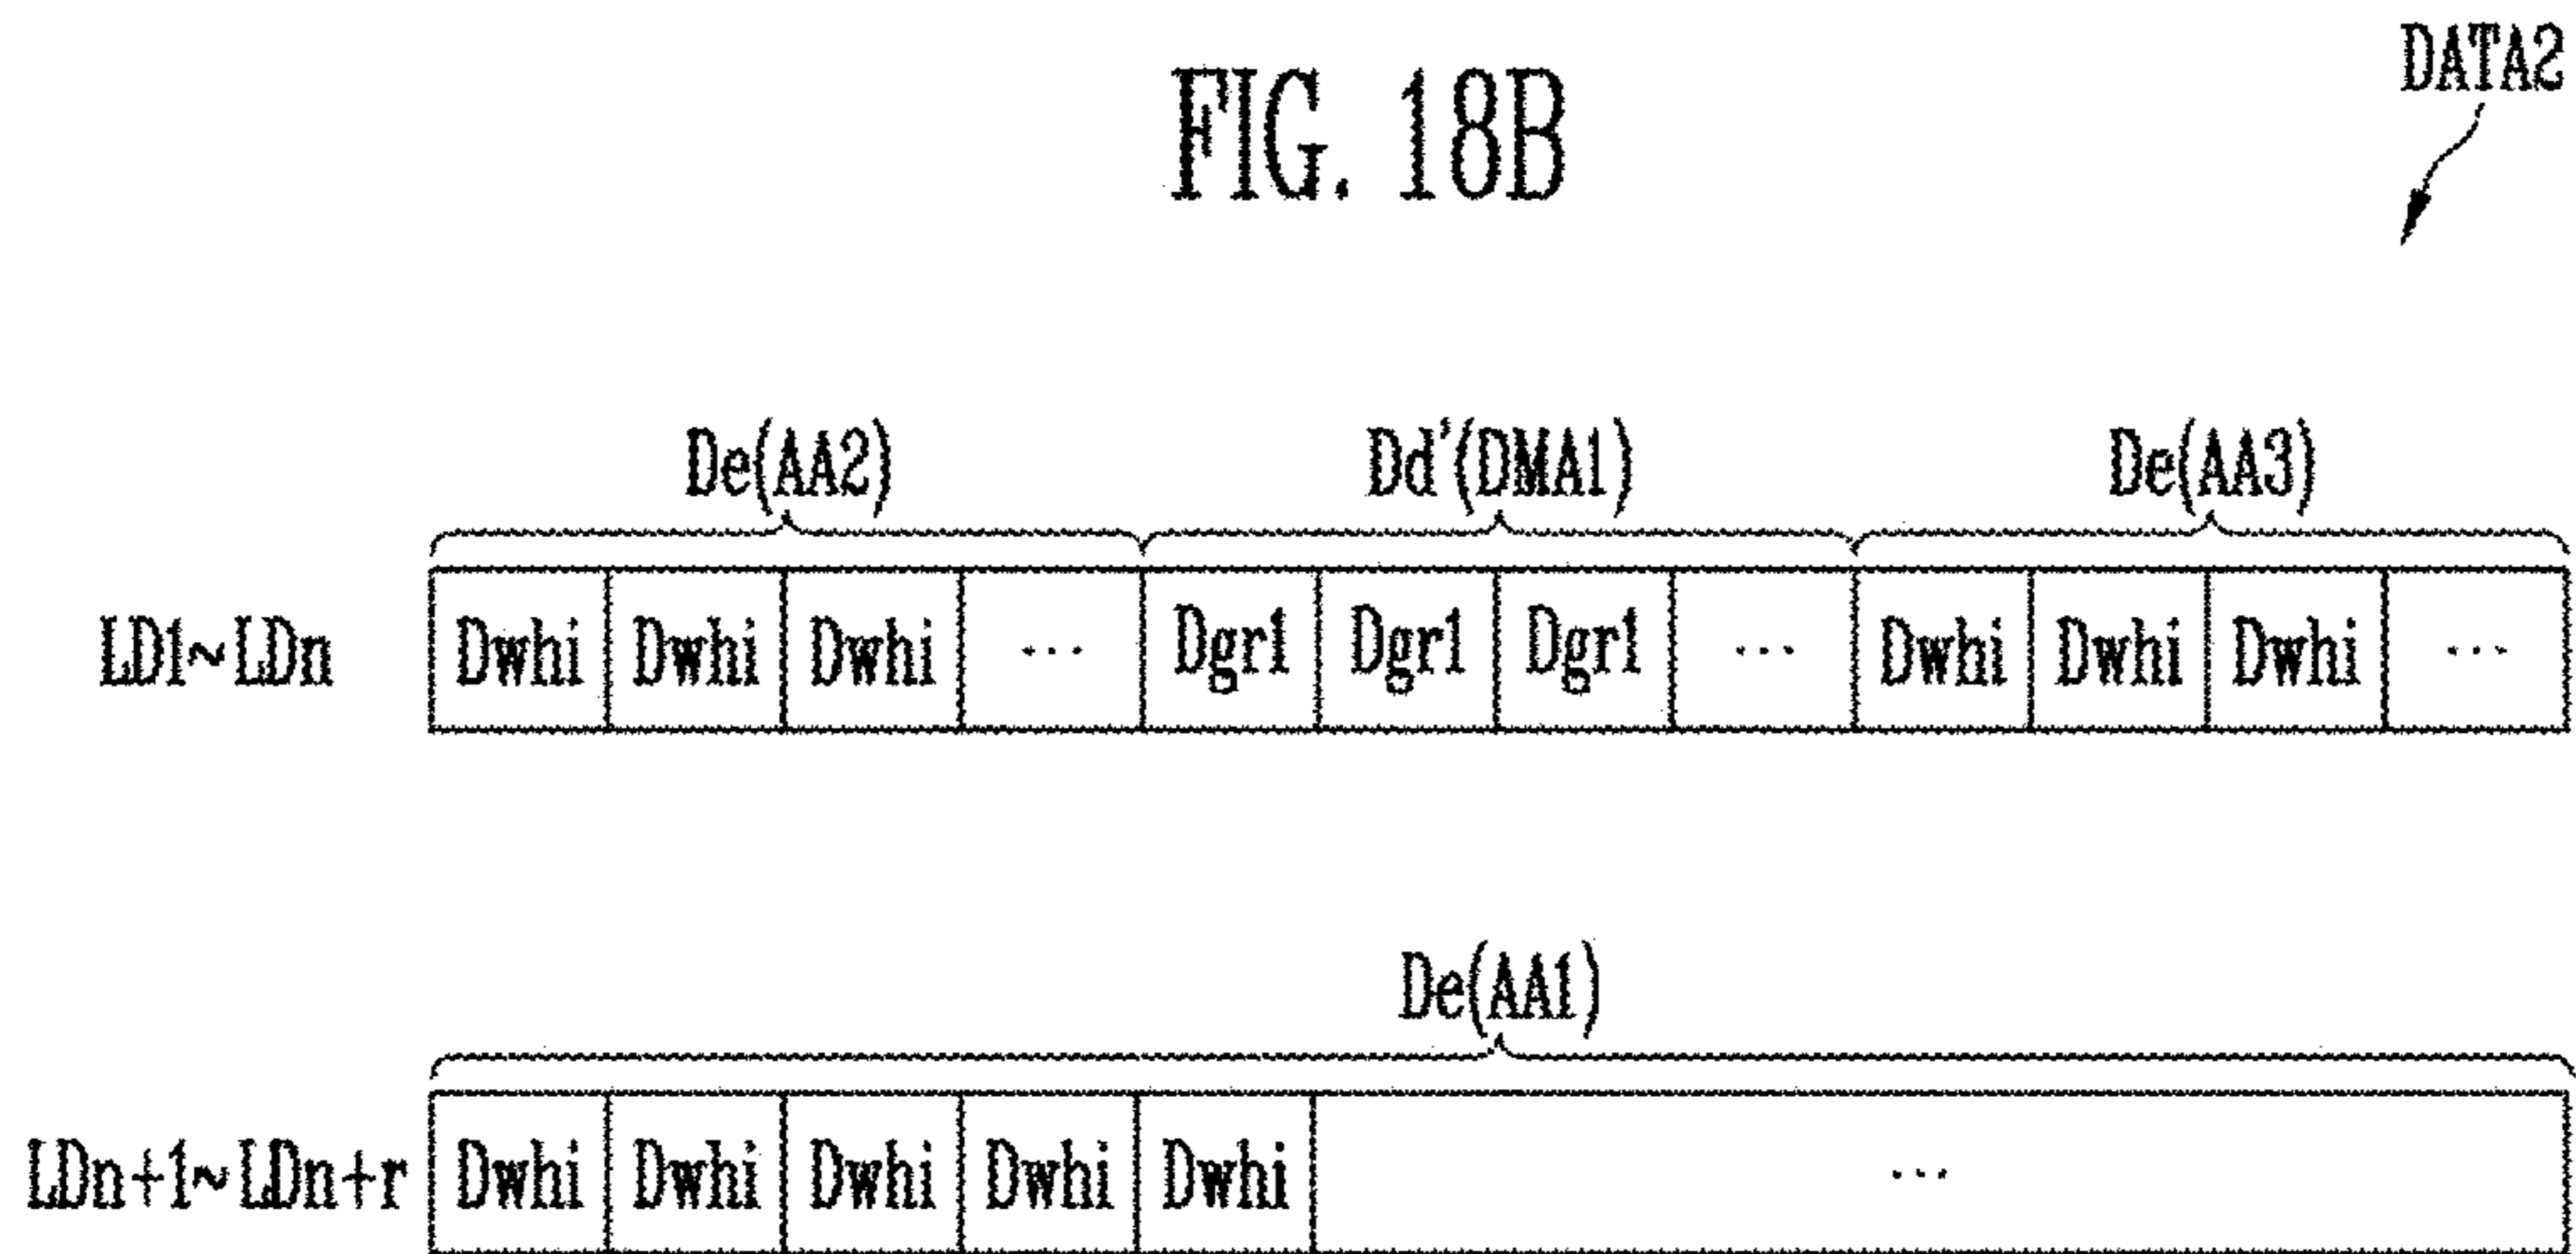 FIG. 18B
DATA2
De(AA2) Dd'(DMA1) De(AA3)
LD1~LDn Dwhi Dwhi Dwhi ··· Dgr1 Dgr1 Dgr1 ··· Dwhi Dwhi Dwhi ···
De(AA1)
LDn+1~LDn+r Dwhi Dwhi Dwhi Dwhi Dwhi ···